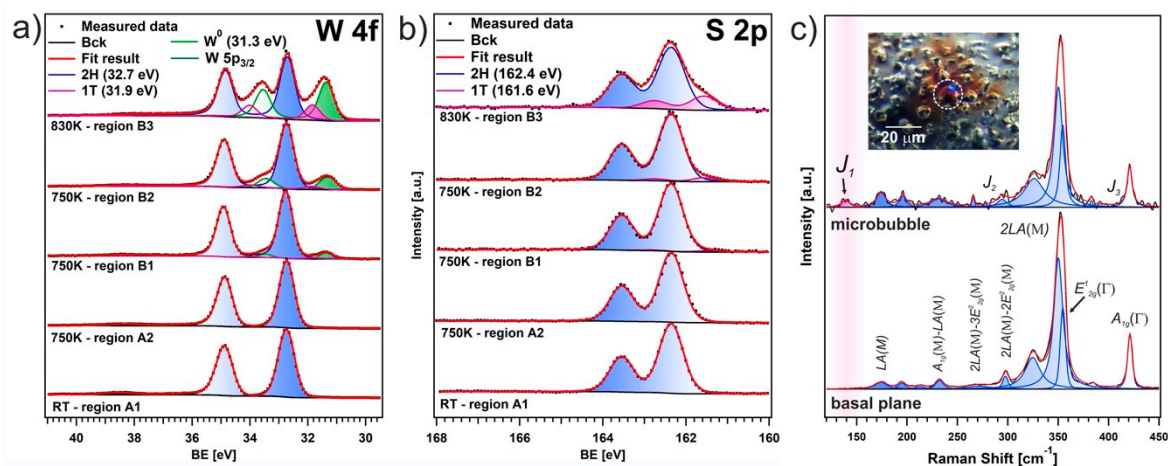 a)
Measured data
W 4f
Bck
W⁰ (31.3 eV)
Fit result
W 5p₃/₂
2H (32.7 eV)
1T (31.9 eV)
830K - region B3
750K - region B2
750K - region B1
750K - region A2
RT - region A1
40
38
36
34
32
30
BE [eV]
b)
Measured data
S 2p
Bck
Fit result
2H (162.4 eV)
1T (161.6 eV)
Intensity [a.u.]
830K - region B3
750K - region B2
750K - region B1
750K - region A2
RT - region A1
168
166
164
162
160
BE [eV]
c)
20 µm
Intensity [a.u.]
J₁
J₂
J₃
microbubble
2LA(M)
LA(M)
A₁g(M)-LA(M)
2LA(M)-3E²₂g(M)
2LA(M)-2E²₂g(M)
E¹₂g(Γ)
A₁g(Γ)
basal plane
150
200
250
300
350
400
450
Raman Shift [cm⁻¹]